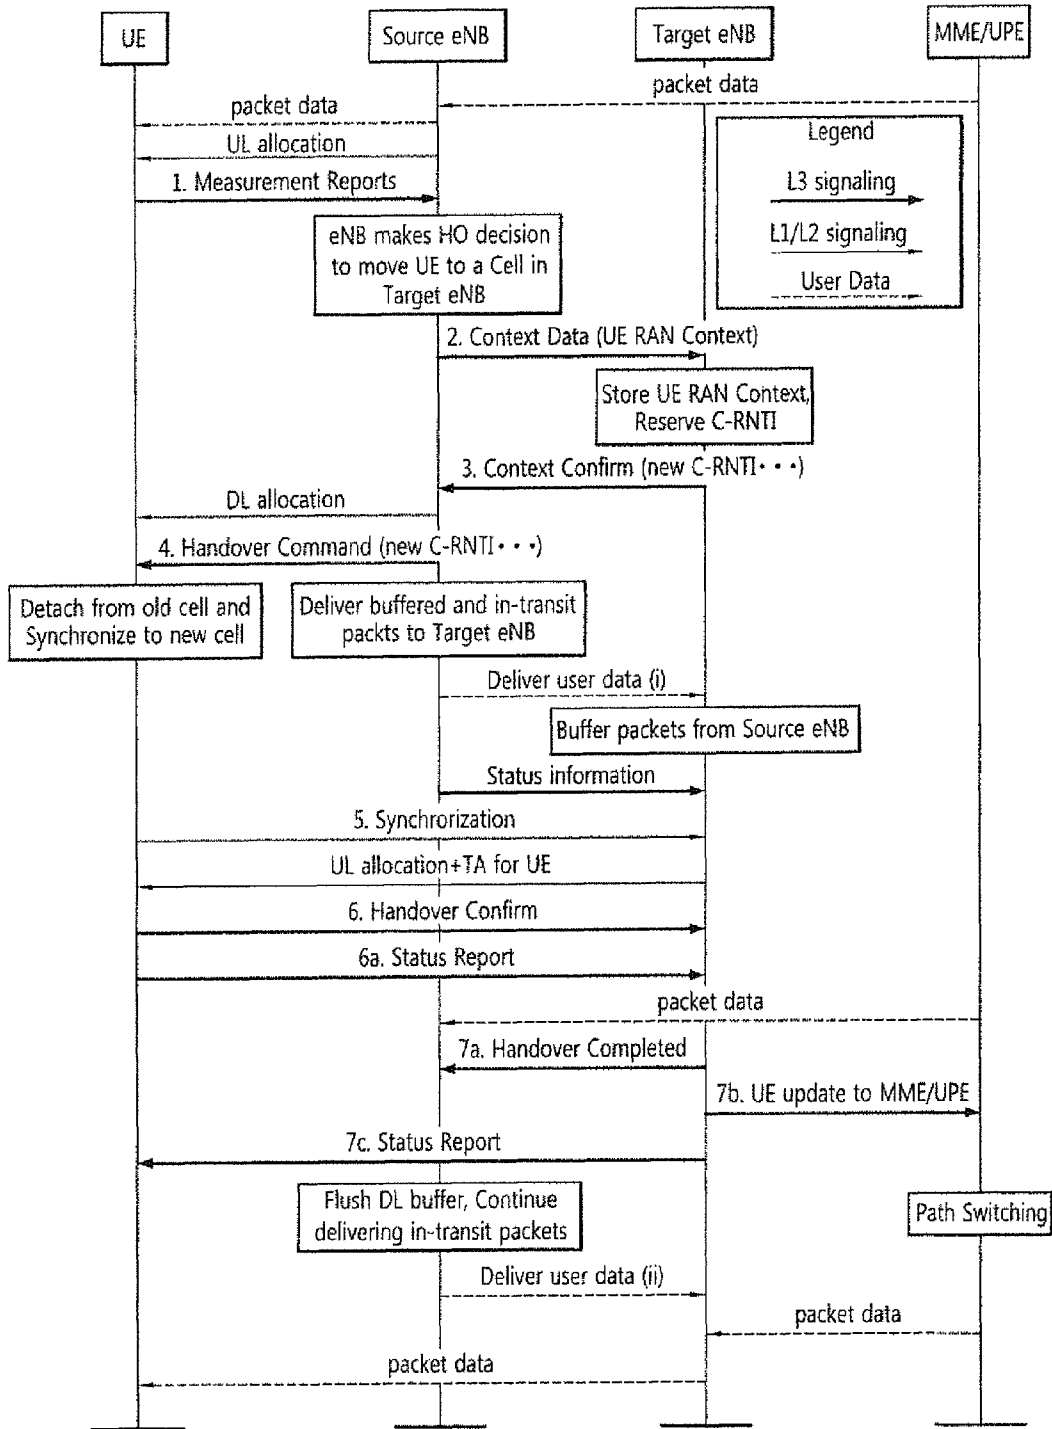 UE
Source eNB
Target eNB
MME/UPE
packet data
packet data
UL allocation
Legend
L3 signaling
L1/L2 signaling
User Data
1. Measurement Reports
eNB makes HO decision
to move UE to a Cell in
Target eNB
2. Context Data (UE RAN Context)
Store UE RAN Context,
Reserve C-RNTI
3. Context Confirm (new C-RNTI・・・)
DL allocation
4. Handover Command (new C-RNTI・・・)
Detach from old cell and
Synchronize to new cell
Deliver buffered and in-transit
packts to Target eNB
Deliver user data (i)
Buffer packets from Source eNB
Status information
5. Synchrorization
UL allocation+TA for UE
6. Handover Confirm
6a. Status Report
packet data
7a. Handover Completed
7b. UE update to MME/UPE
7c. Status Report
Flush DL buffer, Continue
delivering in-transit packets
Path Switching
Deliver user data (ii)
packet data
packet data